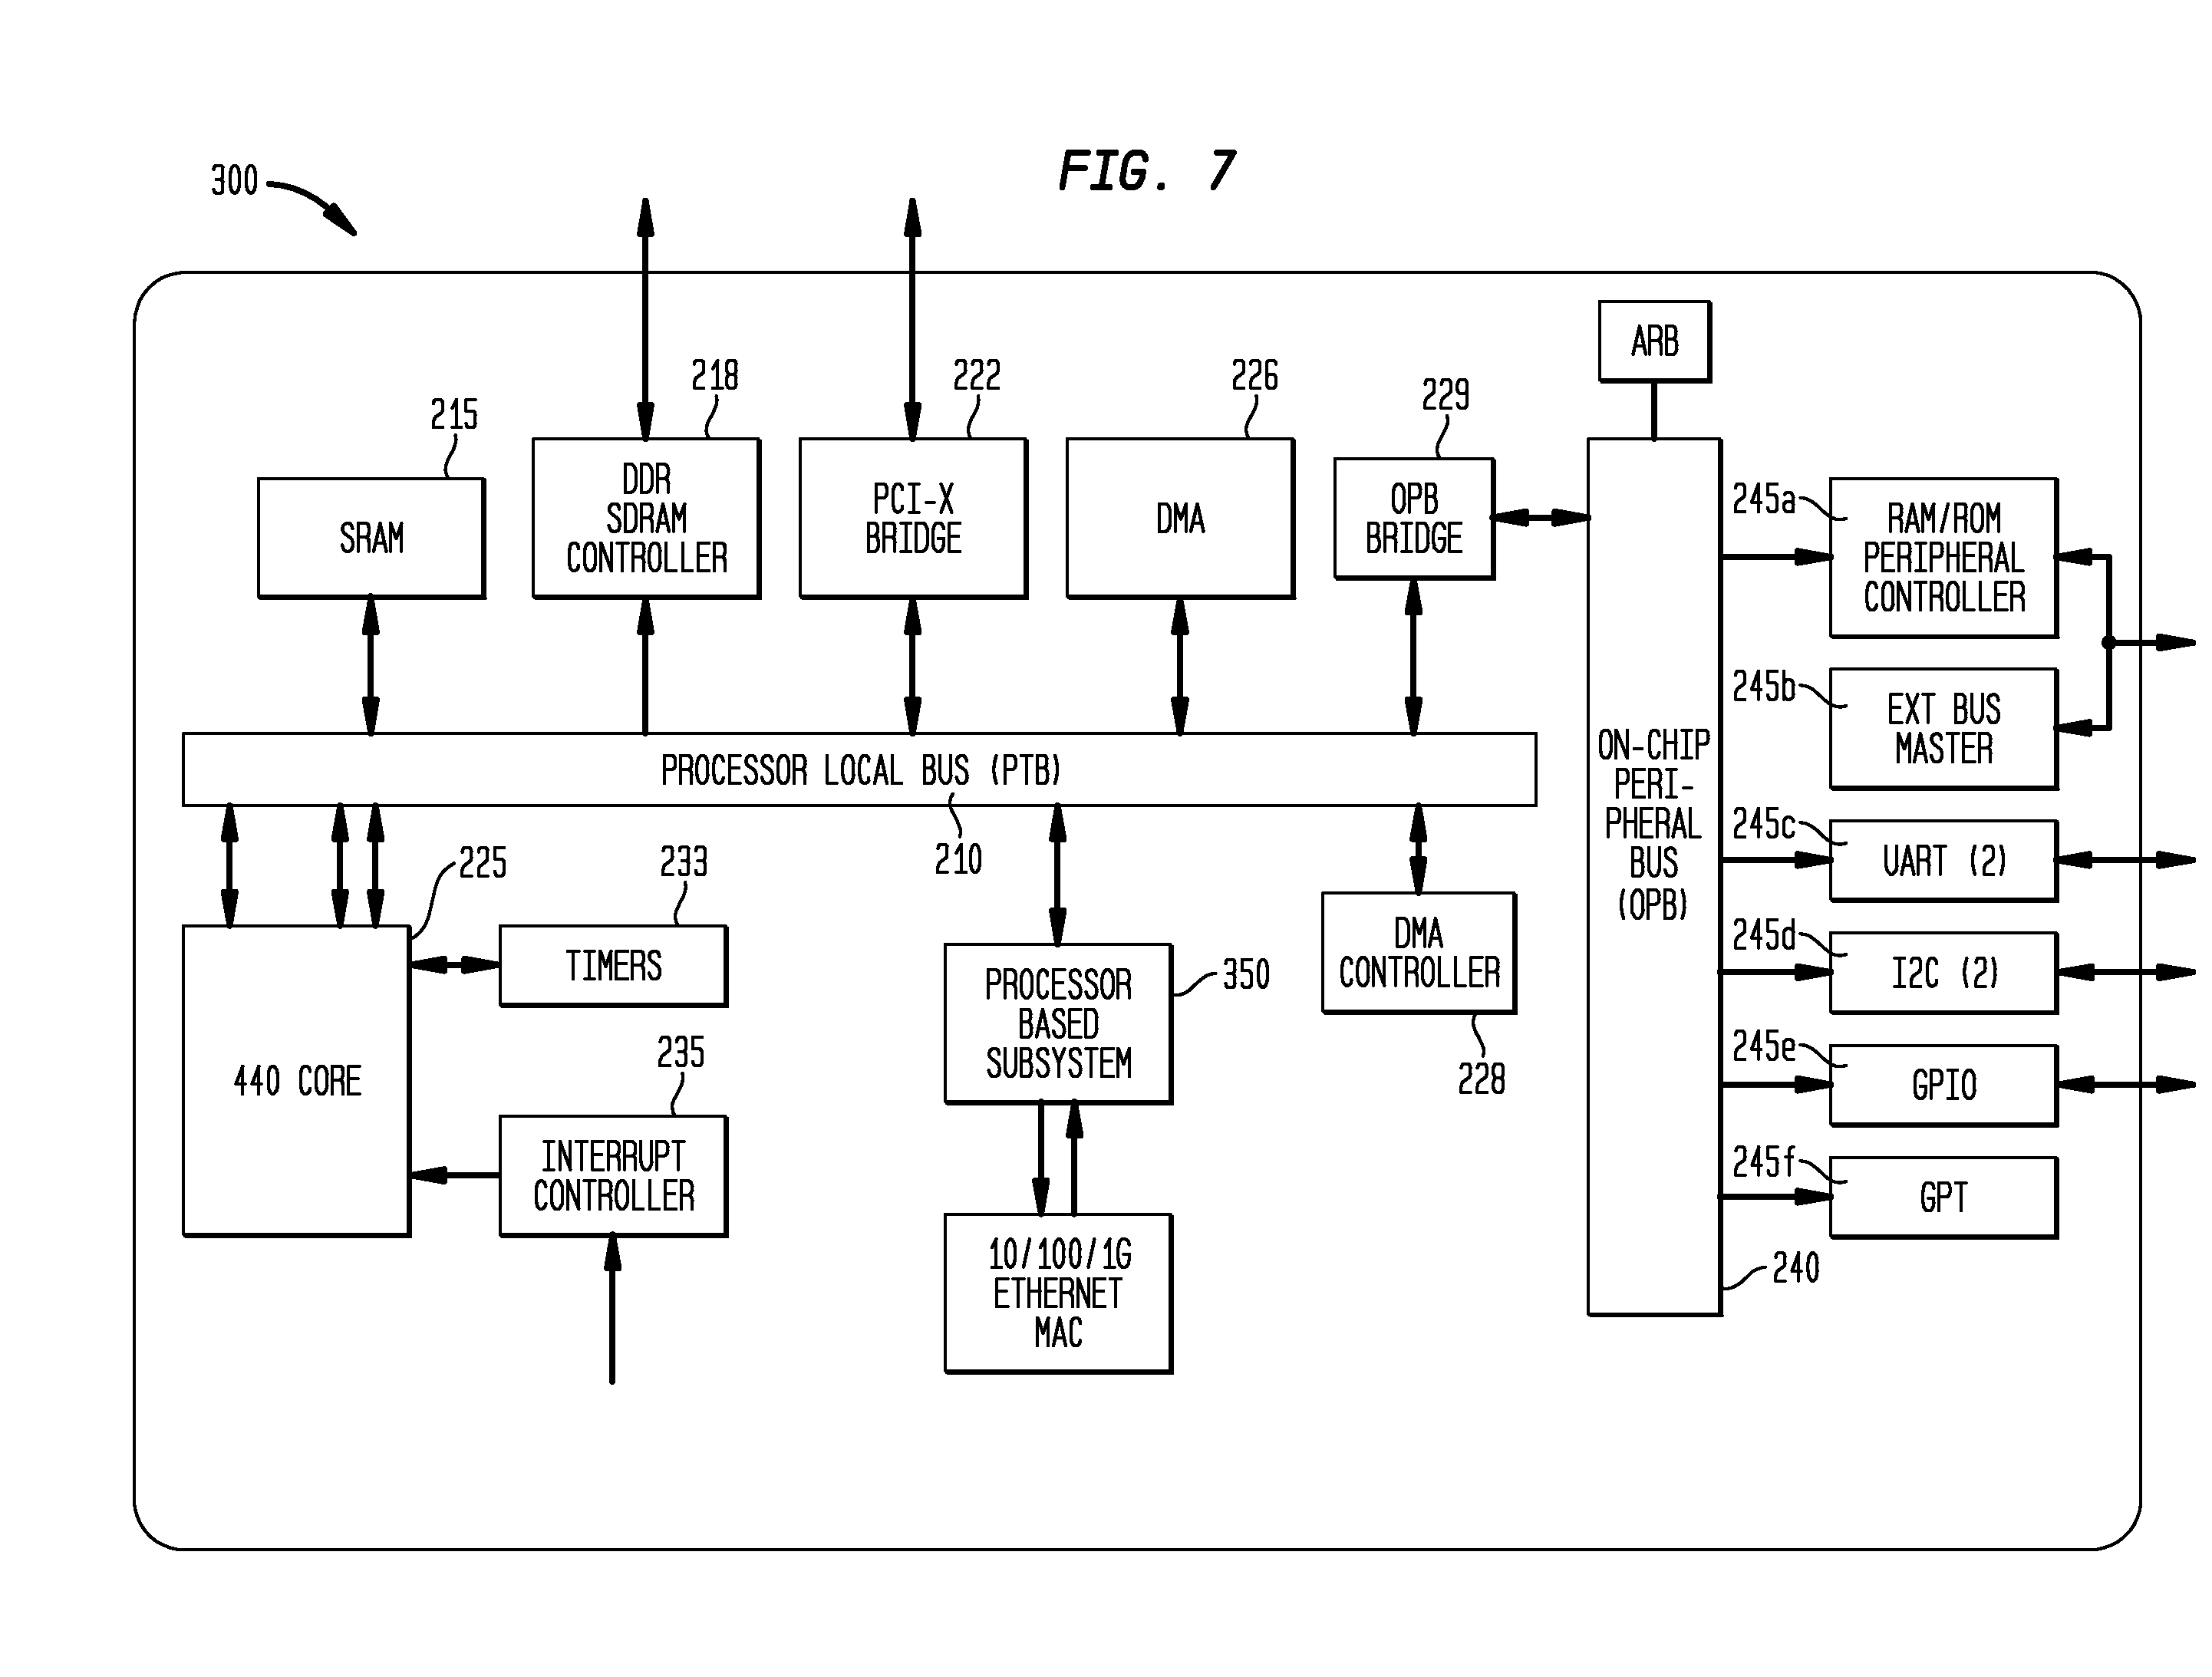 FIG. 7
300
ARB
218
222
226
229
215
DDR
SDRAM
CONTROLLER
PCI-X
BRIDGE
DMA
OPB
BRIDGE
SRAM
245a
RAM/ROM
PERIPHERAL
CONTROLLER
245b
EXT BUS
MASTER
PROCESSOR LOCAL BUS (PTB)
210
ON-CHIP
PERI-
PHERAL
BUS
(OPB)
245c
UART (2)
225
233
TIMERS
DMA
CONTROLLER
228
245d
I2C (2)
PROCESSOR
BASED
SUBSYSTEM
350
440 CORE
235
INTERRUPT
CONTROLLER
245e
GPIO
245f
GPT
10/100/1G
ETHERNET
MAC
240